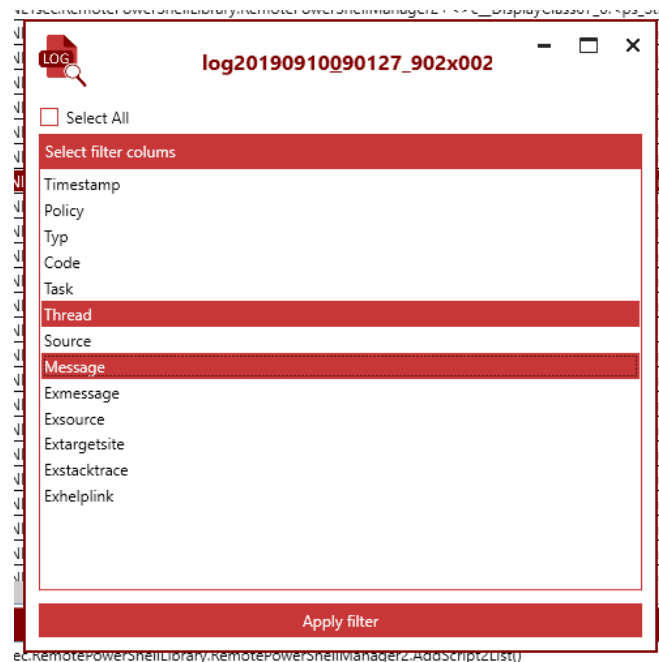 LOG
log20190910090127_902x002
Select All
Select filter colums
Timestamp
Policy
Typ
Code
Task
Thread
Source
Message
Exmessage
Exsource
Extargetsite
Exstacktrace
Exhelplink
Apply filter
ec.RemotePowerShellLibrary.RemotePowerShellManager2.AddScript2List()